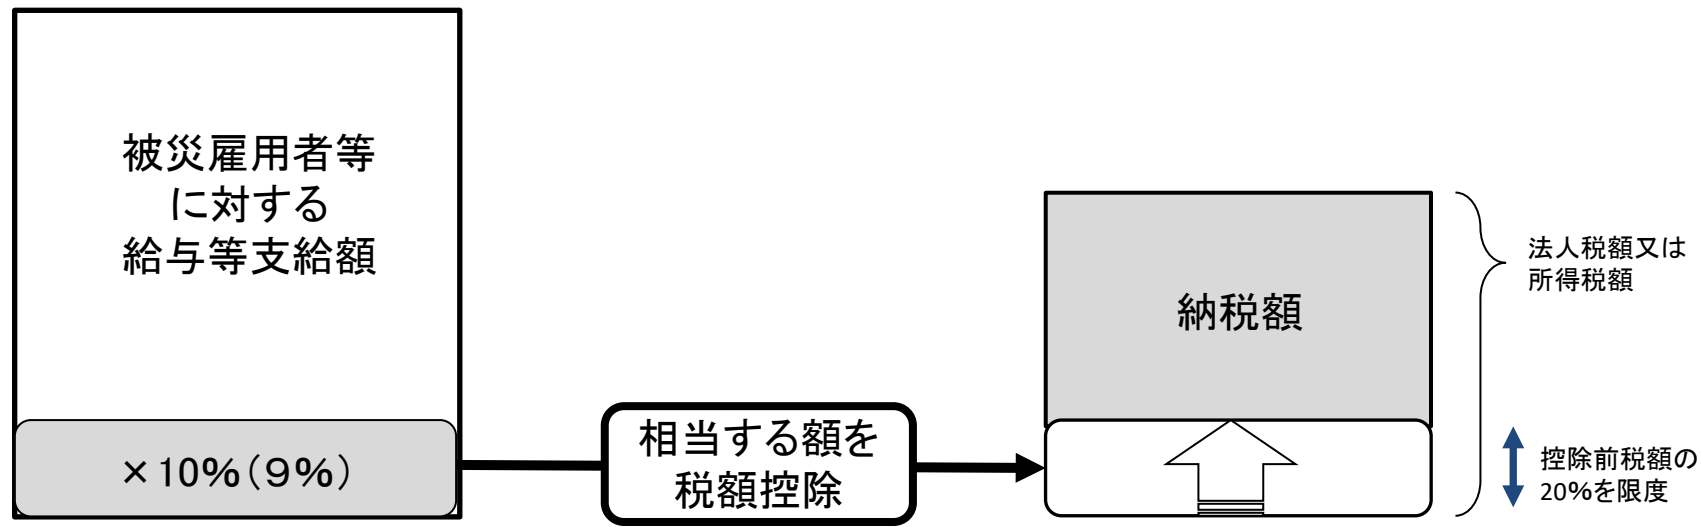 被災雇用者等
に対する
給与等支給額
×10%(9%)
相当する額を
税額控除
納税額
法人税額又は
所得税額
控除前税額の
20%を限度